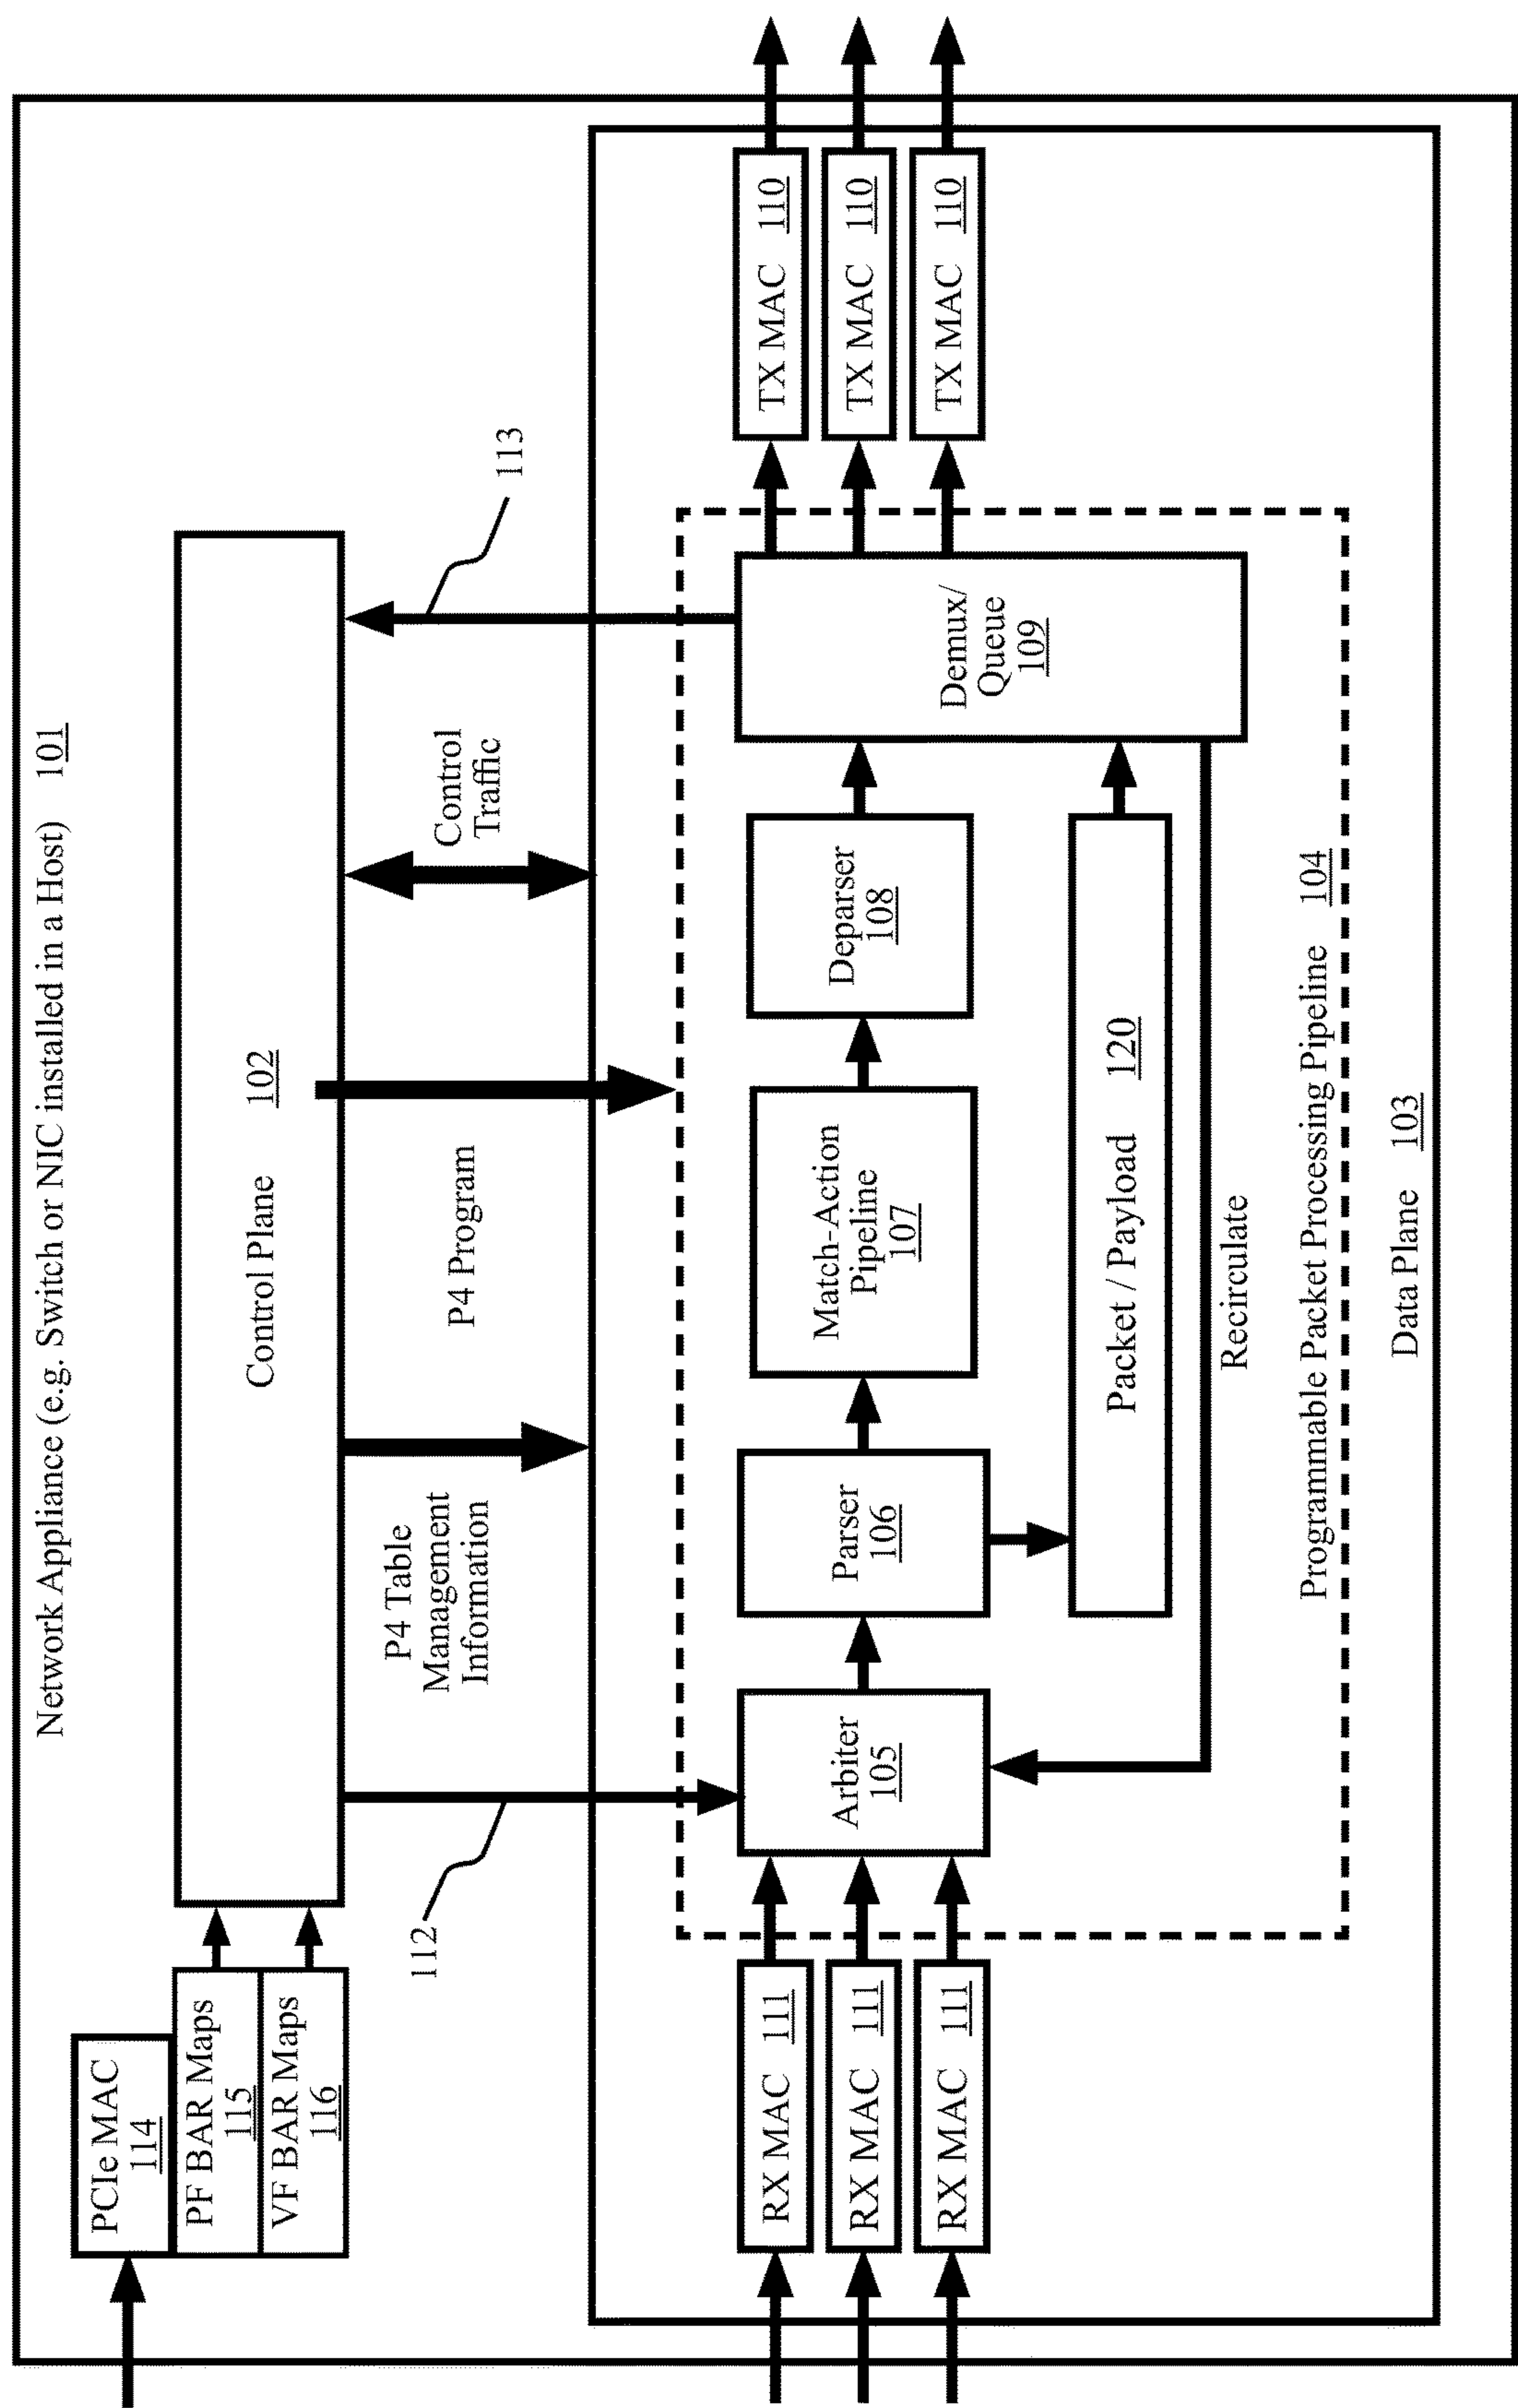 Network Appliance (e.g. Switch or NIC installed in a Host) 101
PCIe MAC
114
PF BAR Maps
115
VF BAR Maps
116
Control Plane 102
112
P4 Table
Management
Information
P4 Program
Control
Traffic
113
RX MAC 111
RX MAC 111
RX MAC 111
Arbiter
105
Parser
106
Match-Action
Pipeline
107
Deparser
108
Demux/
Queue
109
TX MAC 110
TX MAC 110
TX MAC 110
Packet / Payload 120
Recirculate
Programmable Packet Processing Pipeline 104
Data Plane 103